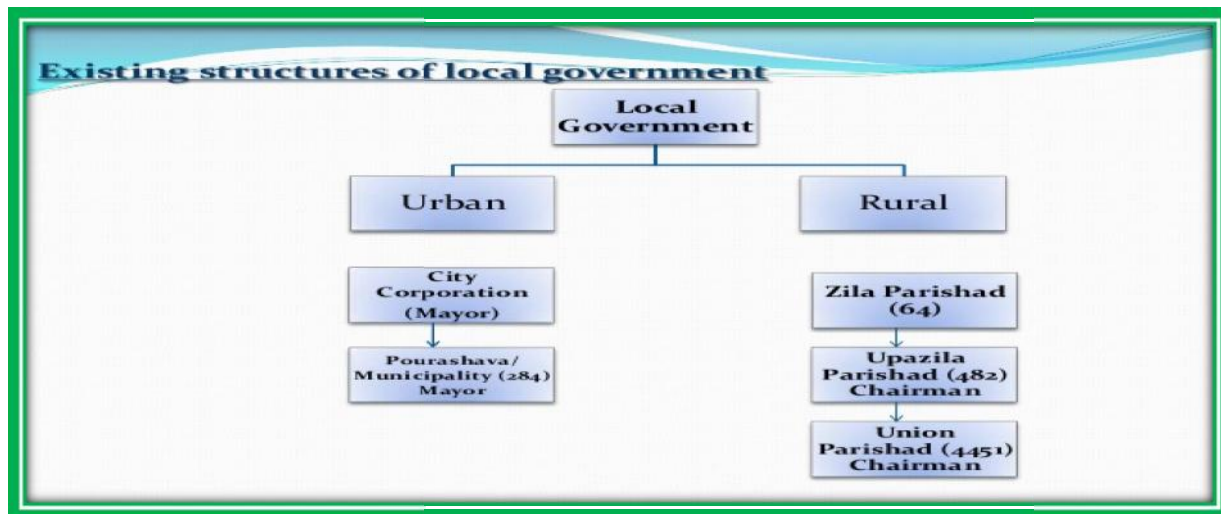 Existing structures of local government
Local
Government
Urban
Rural
City
Corporation
(Mayor)
Pourashava/
Municipality (284)
Mayor
Zila Parishad
(64)
Upazila
Parishad (482)
Chairman
Union
Parishad (4451)
Chairman